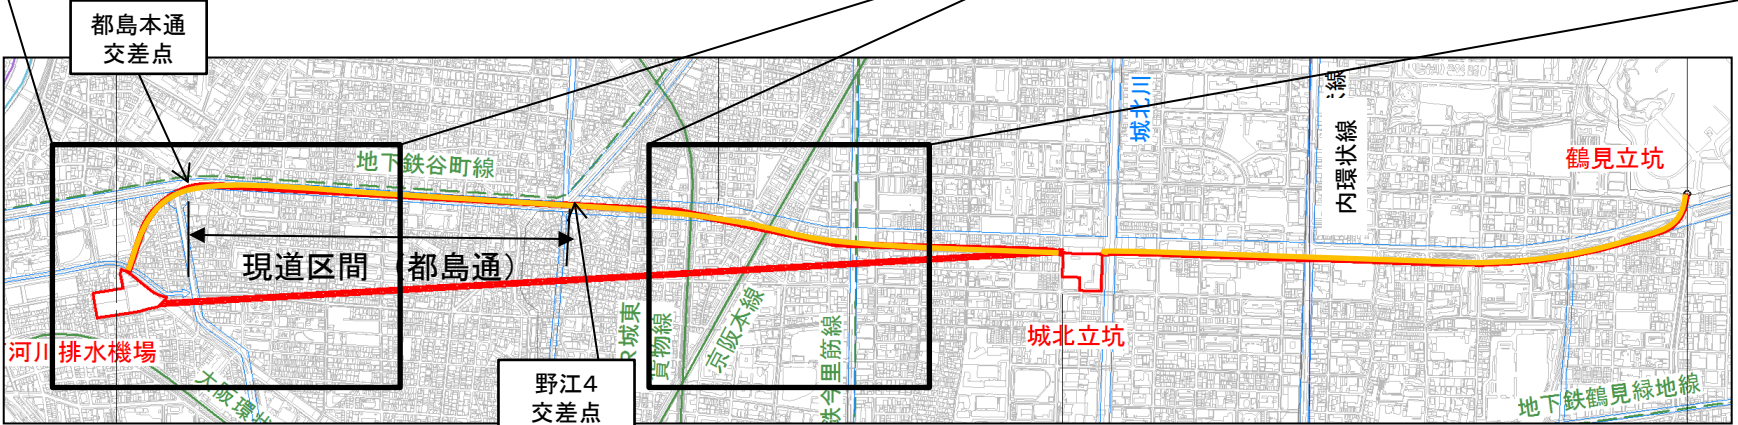 都島本通
交差点
地下鉄谷町線
城北川
線
内環状線
鶴見立坑
現道区間（都島通）
河川排水機場
大阪環状
R城東
貨物線
京阪本線
鉄今里筋線
城北立坑
野江4
交差点
地下鉄鶴見緑地線